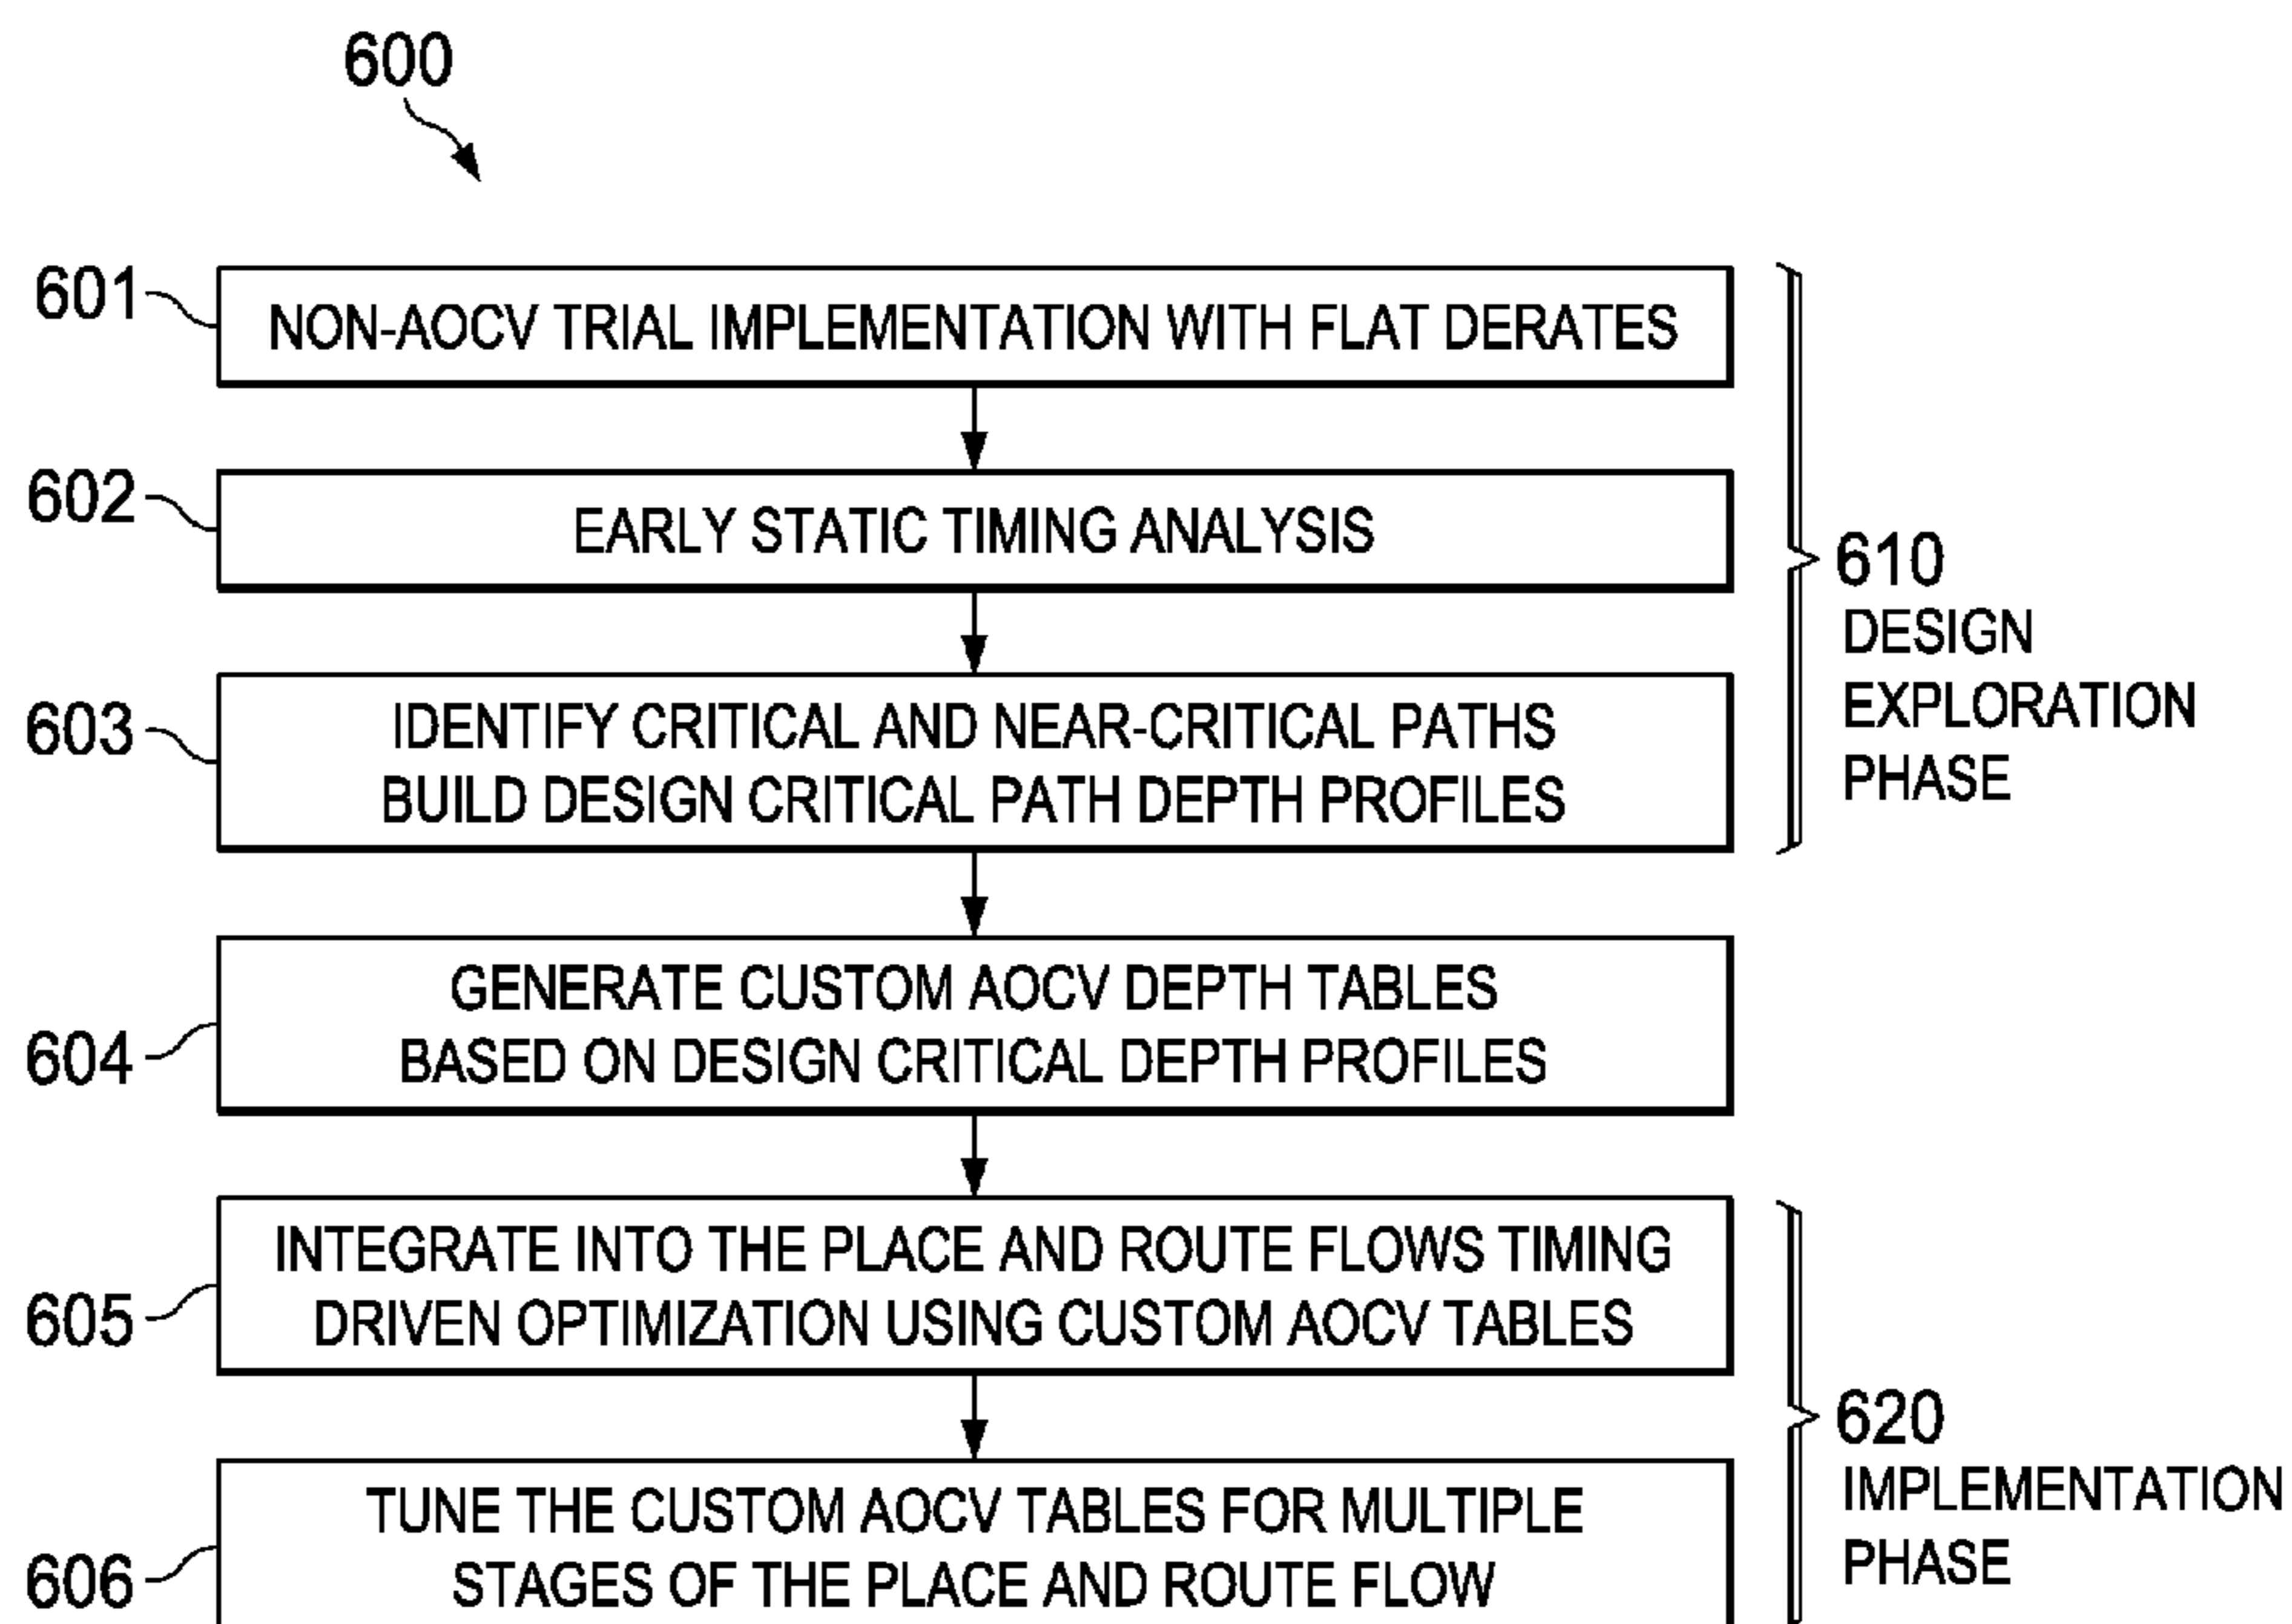 600
601
NON-AOCV TRIAL IMPLEMENTATION WITH FLAT DERATES
602
EARLY STATIC TIMING ANALYSIS
603
IDENTIFY CRITICAL AND NEAR-CRITICAL PATHS
BUILD DESIGN CRITICAL PATH DEPTH PROFILES
610
DESIGN
EXPLORATION
PHASE
604
GENERATE CUSTOM AOCV DEPTH TABLES
BASED ON DESIGN CRITICAL DEPTH PROFILES
605
INTEGRATE INTO THE PLACE AND ROUTE FLOWS TIMING
DRIVEN OPTIMIZATION USING CUSTOM AOCV TABLES
606
TUNE THE CUSTOM AOCV TABLES FOR MULTIPLE
STAGES OF THE PLACE AND ROUTE FLOW
620
IMPLEMENTATION
PHASE